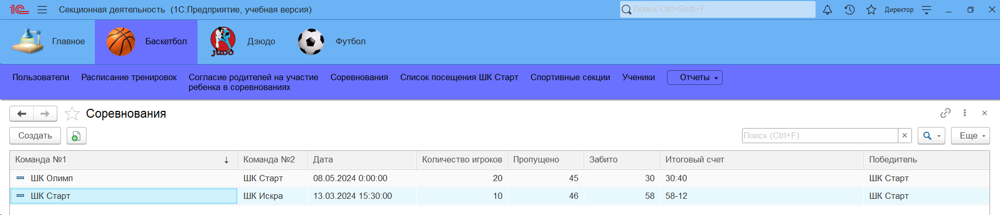 1С Секционная деятельность (1С:Предприятие, учебная версия) Поиск Ctrl+Shift+F Директор
Главное Баскетбол JUDO Дзюдо Футбол
Пользователи Расписание тренировок Согласие родителей на участие Соревнования Список посещения ШК Старт Спортивные секции Ученики Отчеты
ребенка в соревнованиях
Соревнования
Создать Поиск (Ctrl+F) × Еще
Команда №1 ↓ Команда №2 Дата Количество игроков Пропущено Забито Итоговый счет Победитель
ШК Олимп ШК Старт 08.05.2024 0:00:00 20 45 30 30:40 ШК Старт
ШК Старт ШК Искра 13.03.2024 15:30:00 10 46 58 58-12 ШК Старт